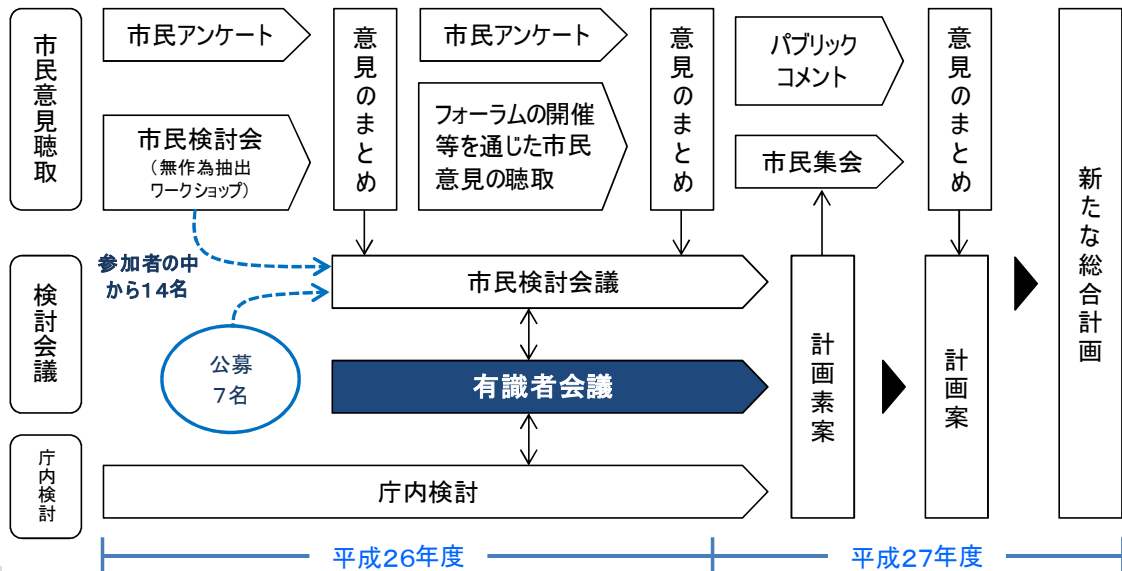 市民意見聴取
市民アンケート
市民検討会
（無作為抽出
ワークショップ）
意見のまとめ
市民アンケート
フォーラムの開催
等を通じた市民
意見の聴取
意見のまとめ
パブリック
コメント
市民集会
意見のまとめ
新たな総合計画
検討会議
参加者の中
から14名
公募
7名
市民検討会議
有識者会議
計画素案
計画案
庁内検討
庁内検討
平成26年度
平成27年度